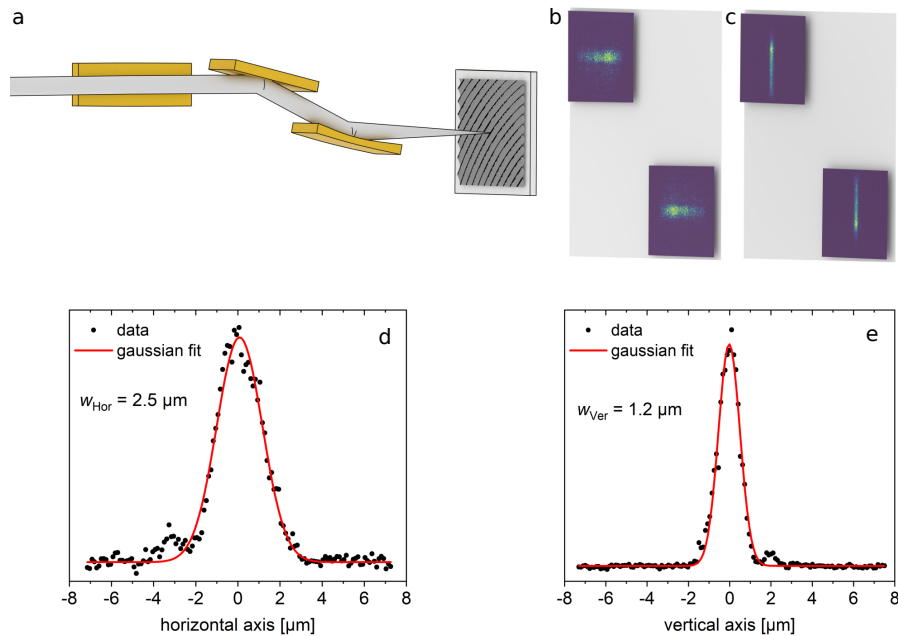 a
b
c
data
gaussian fit
d
w_Hor = 2.5 µm
-8 -6 -4 -2 0 2 4 6 8
horizontal axis [µm]
data
gaussian fit
e
w_Ver = 1.2 µm
-8 -6 -4 -2 0 2 4 6 8
vertical axis [µm]